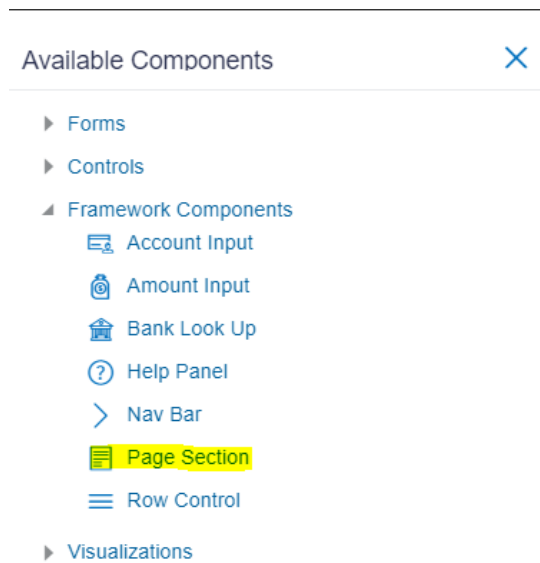 Available Components
Forms
Controls
Framework Components
Account Input
Amount Input
Bank Look Up
Help Panel
Nav Bar
Page Section
Row Control
Visualizations